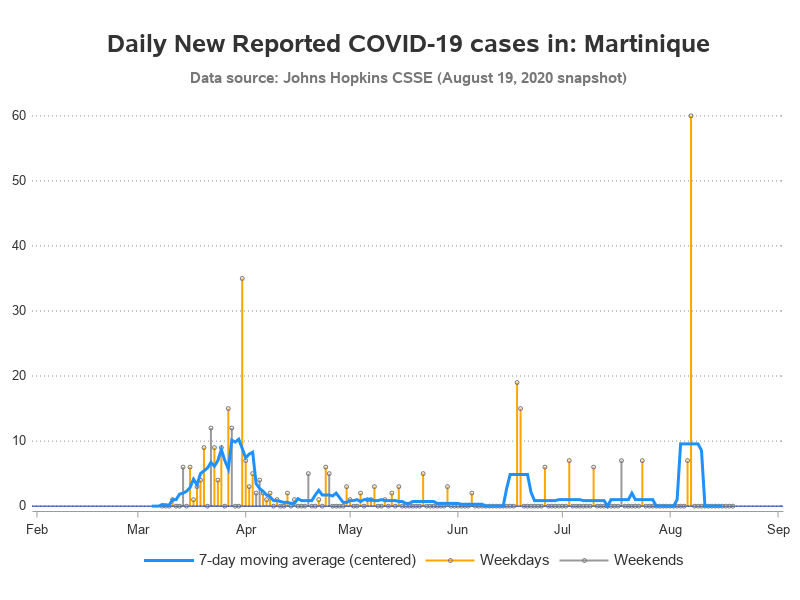 Daily New Reported COVID-19 cases in: Martinique
Data source: Johns Hopkins CSSE (August 19, 2020 snapshot)
60
50
40
30
20
10
0
Feb Mar Apr May Jun Jul Aug Sep
7-day moving average (centered) Weekdays Weekends